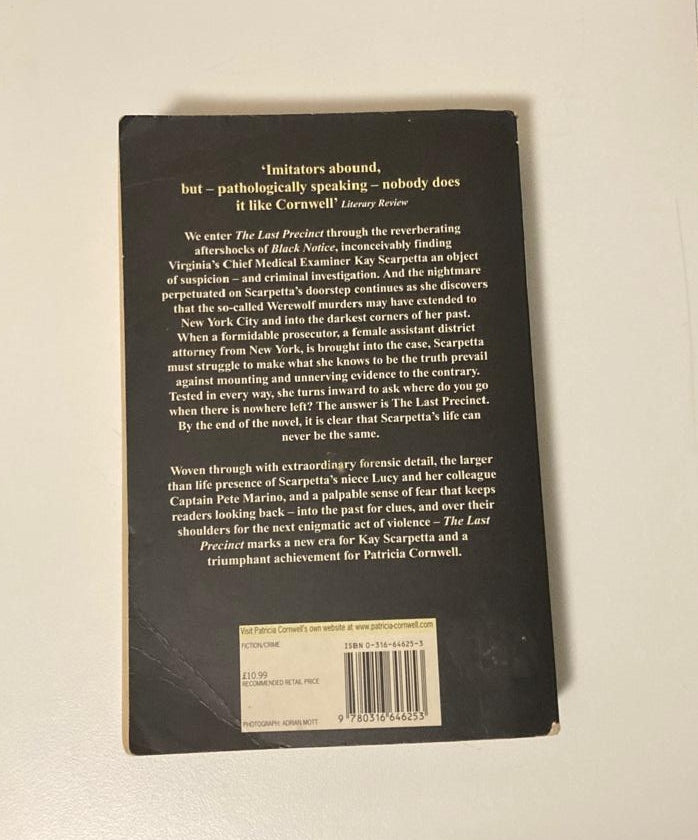 ‘Imitators abound,
but – pathologically speaking – nobody does
it like Cornwell’ Literary Review
We enter The Last Precinct through the reverberating
aftershocks of Black Notice, inconceivably finding
Virginia's Chief Medical Examiner Kay Scarpetta an object
of suspicion – and criminal investigation. And the nightmare
perpetuated on Scarpetta's doorstep continues as she discovers
that the so-called Werewolf murders may have extended to
New York City and into the darkest corners of her past.
When a formidable prosecutor, a female assistant district
attorney from New York, is brought into the case, Scarpetta
must struggle to make what she knows to be the truth prevail
against mounting and unnerving evidence to the contrary.
Tested in every way, she turns inward to ask where do you go
when there is nowhere left? The answer is The Last Precinct.
By the end of the novel, it is clear that Scarpetta's life can
never be the same.
Woven through with extraordinary forensic detail, the larger
than life presence of Scarpetta's niece Lucy and her colleague
Captain Pete Marino, and a palpable sense of fear that keeps
readers looking back – into the past for clues, and over their
shoulders for the next enigmatic act of violence – The Last
Precinct marks a new era for Kay Scarpetta and a
triumphant achievement for Patricia Cornwell.
Visit Patricia Cornwell's own website at www.patricia-cornwell.com
FICTION/CRIME
ISBN 0-316-64625-3
£10.99
RECOMMENDED RETAIL PRICE
PHOTOGRAPH: ADRIAN MOTT
9 780316 646253